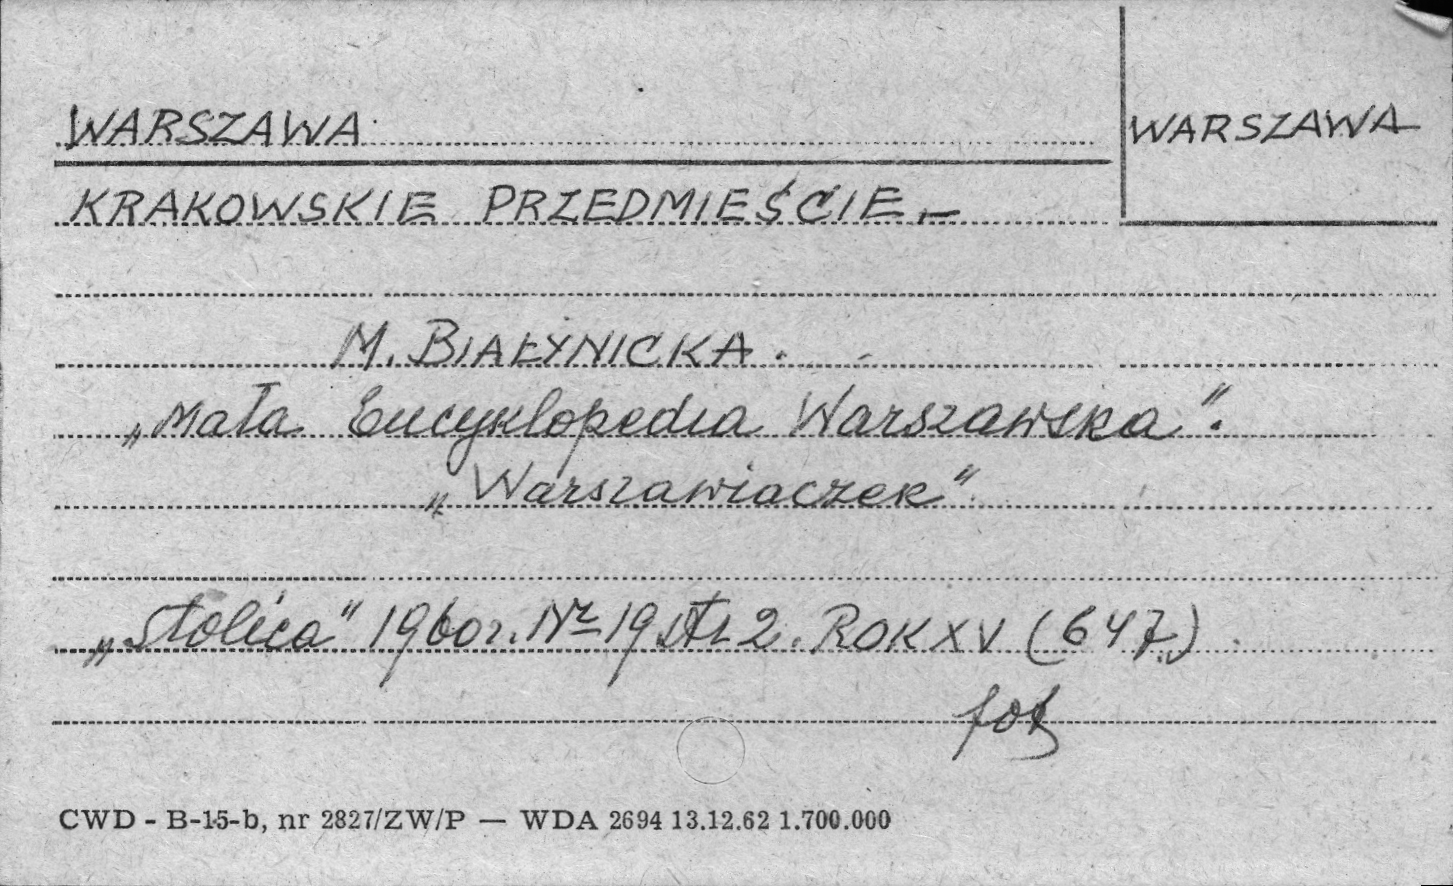 WARSZAWA
WARSZAWA
KRAKOWSKIE PRZEDMIEŚCIE –
M. BIAŁYNICKA.
„Mała Encyklopedia Warszawska".
„Warszawiaczek"
„Stolica" 1960r. Nr 19 str 2. ROK XV (647)
fot
CWD - B-15-b, nr 2827/ZW/P — WDA 2694 13.12.62 1.700.000